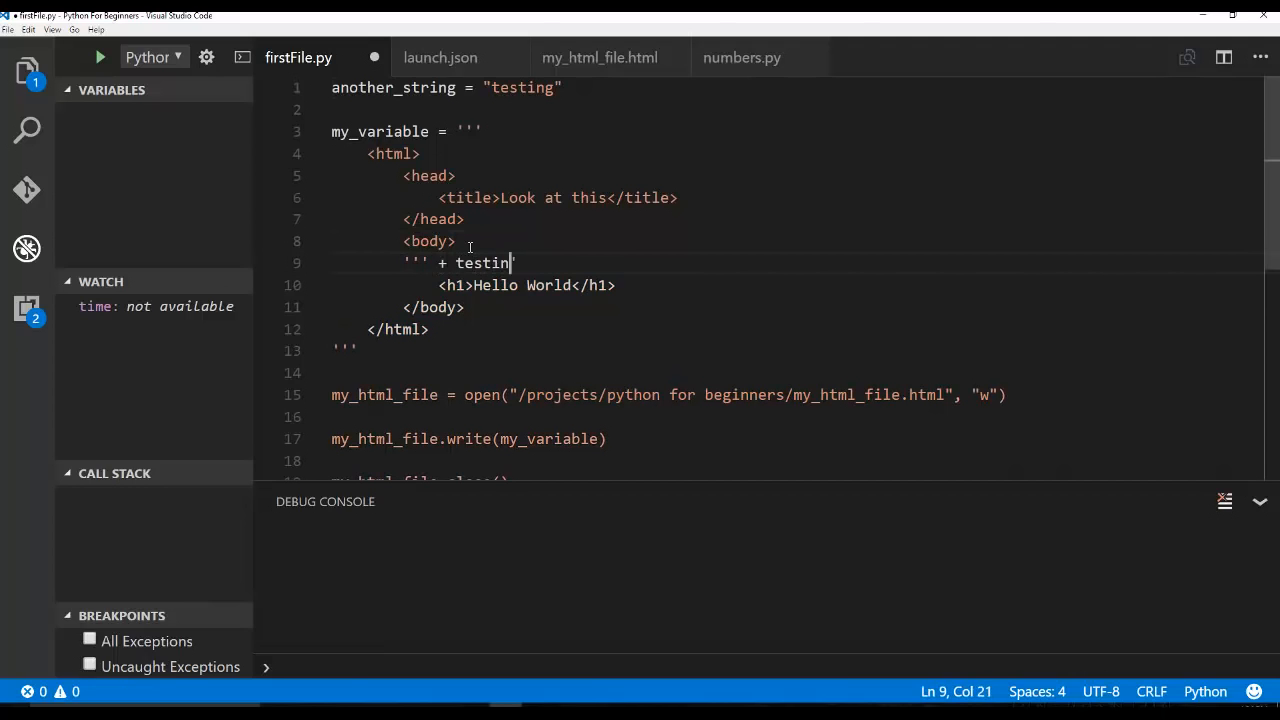 ● firstFile.py - Python For Beginners - Visual Studio Code
File Edit View Go Help
Python ▾ firstFile.py ● launch.json my_html_file.html numbers.py
1
2
VARIABLES
WATCH
time: not available
CALL STACK
BREAKPOINTS
All Exceptions
Uncaught Exceptions
1 another_string = "testing"
2
3 my_variable = '''
4 <html>
5 <head>
6 <title>Look at this</title>
7 </head>
8 <body>
9 ''' + testin'
10 <h1>Hello World</h1>
11 </body>
12 </html>
13 '''
14
15 my_html_file = open("/projects/python for beginners/my_html_file.html", "w")
16
17 my_html_file.write(my_variable)
18
my_html_file.close()
DEBUG CONSOLE
0 0 Ln 9, Col 21 Spaces: 4 UTF-8 CRLF Python